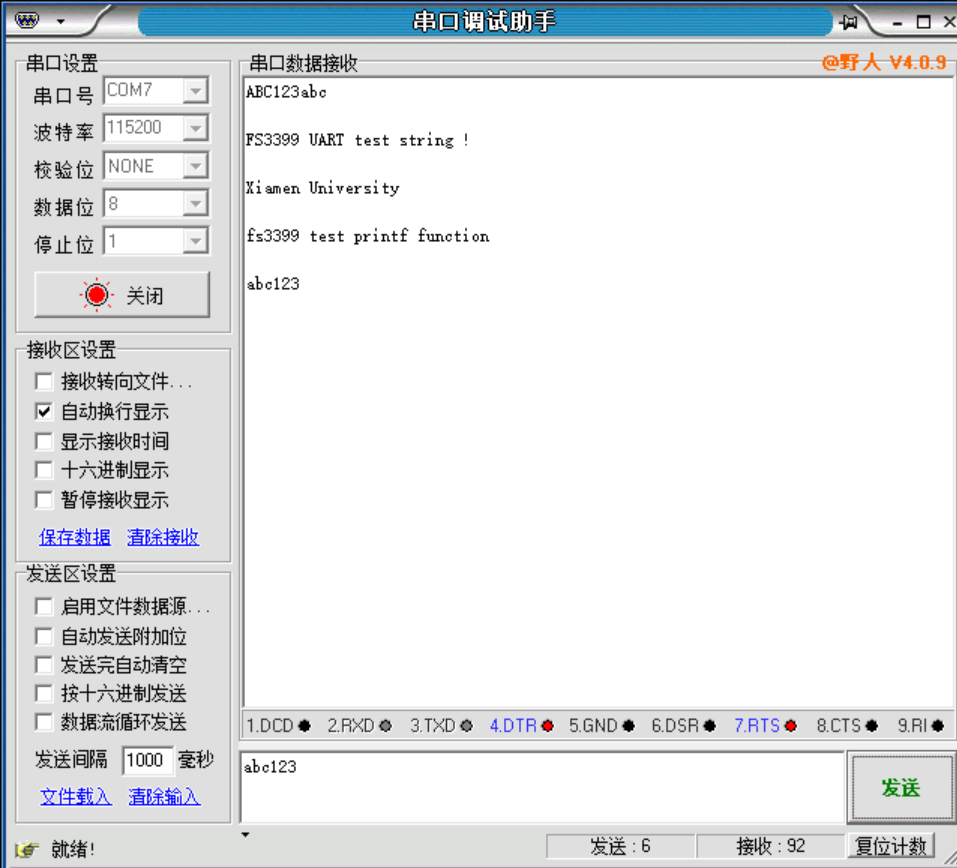 串口调试助手
串口设置
串口号 COM7
波特率 115200
校验位 NONE
数据位 8
停止位 1
关闭
接收区设置
接收转向文件...
自动换行显示
显示接收时间
十六进制显示
暂停接收显示
保存数据 清除接收
发送区设置
启用文件数据源...
自动发送附加位
发送完自动清空
按十六进制发送
数据流循环发送
发送间隔 1000 毫秒
文件载入 清除输入
串口数据接收
@野人 V4.0.9
ABC123abc
FS3399 UART test string !
Xiamen University
fs3399 test printf function
abc123
1.DCD 2.RXD 3.TXD 4.DTR 5.GND 6.DSR 7.RTS 8.CTS 9.RI
abc123
发送
就绪!
发送 : 6
接收 : 92
复位计数